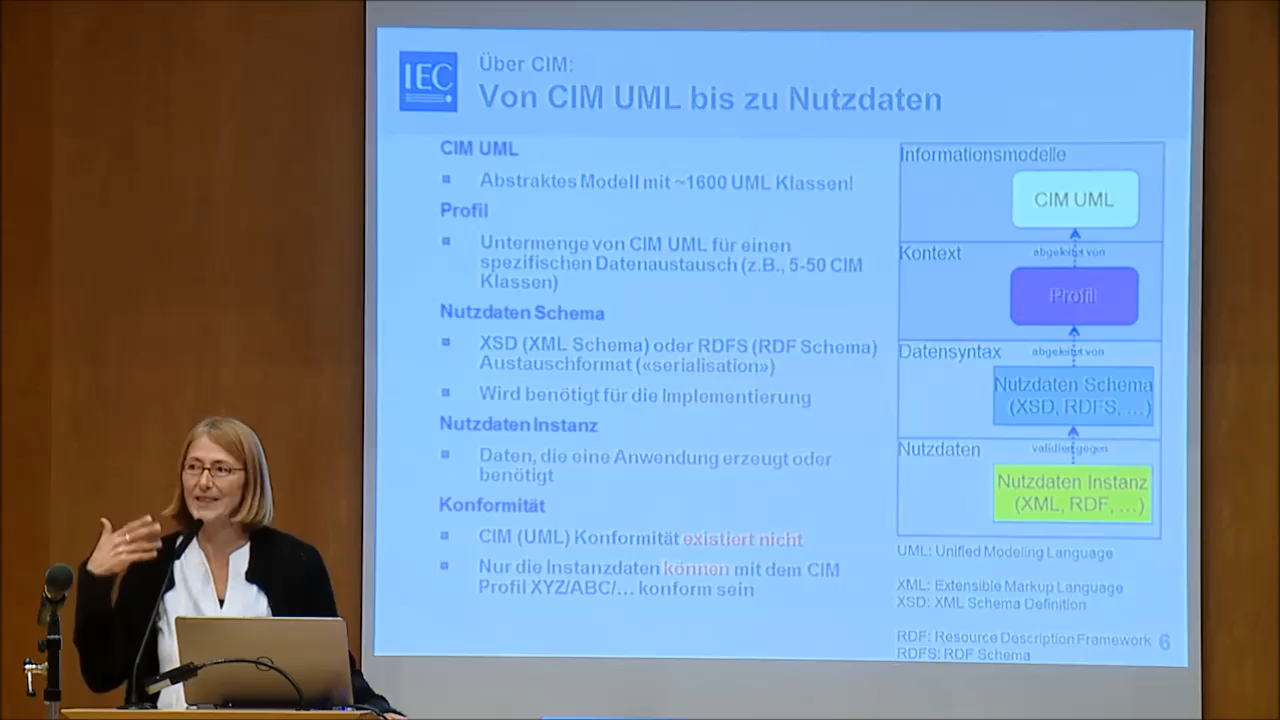 IEC
Über CIM:
Von CIM UML bis zu Nutzdaten
CIM UML
Abstraktes Modell mit ~1600 UML Klassen!
Profil
Untermenge von CIM UML für einen
spezifischen Datenaustausch (z.B., 5-50 CIM
Klassen)
Nutzdaten Schema
XSD (XML Schema) oder RDFS (RDF Schema)
Austauschformat («serialisation»)
Wird benötigt für die Implementierung
Nutzdaten Instanz
Daten, die eine Anwendung erzeugt oder
benötigt
Konformität
CIM (UML) Konformität existiert nicht
Nur die Instanzdaten können mit dem CIM
Profil XYZ/ABC/... konform sein
Informationsmodelle
CIM UML
Kontext
abgeleitet von
Profil
Datensyntax
abgeleitet von
Nutzdaten Schema
(XSD, RDFS, ...)
Nutzdaten
validiert gegen
Nutzdaten Instanz
(XML, RDF, ...)
UML: Unified Modeling Language
XML: Extensible Markup Language
XSD: XML Schema Definition
RDF: Resource Description Framework
RDFS: RDF Schema
6